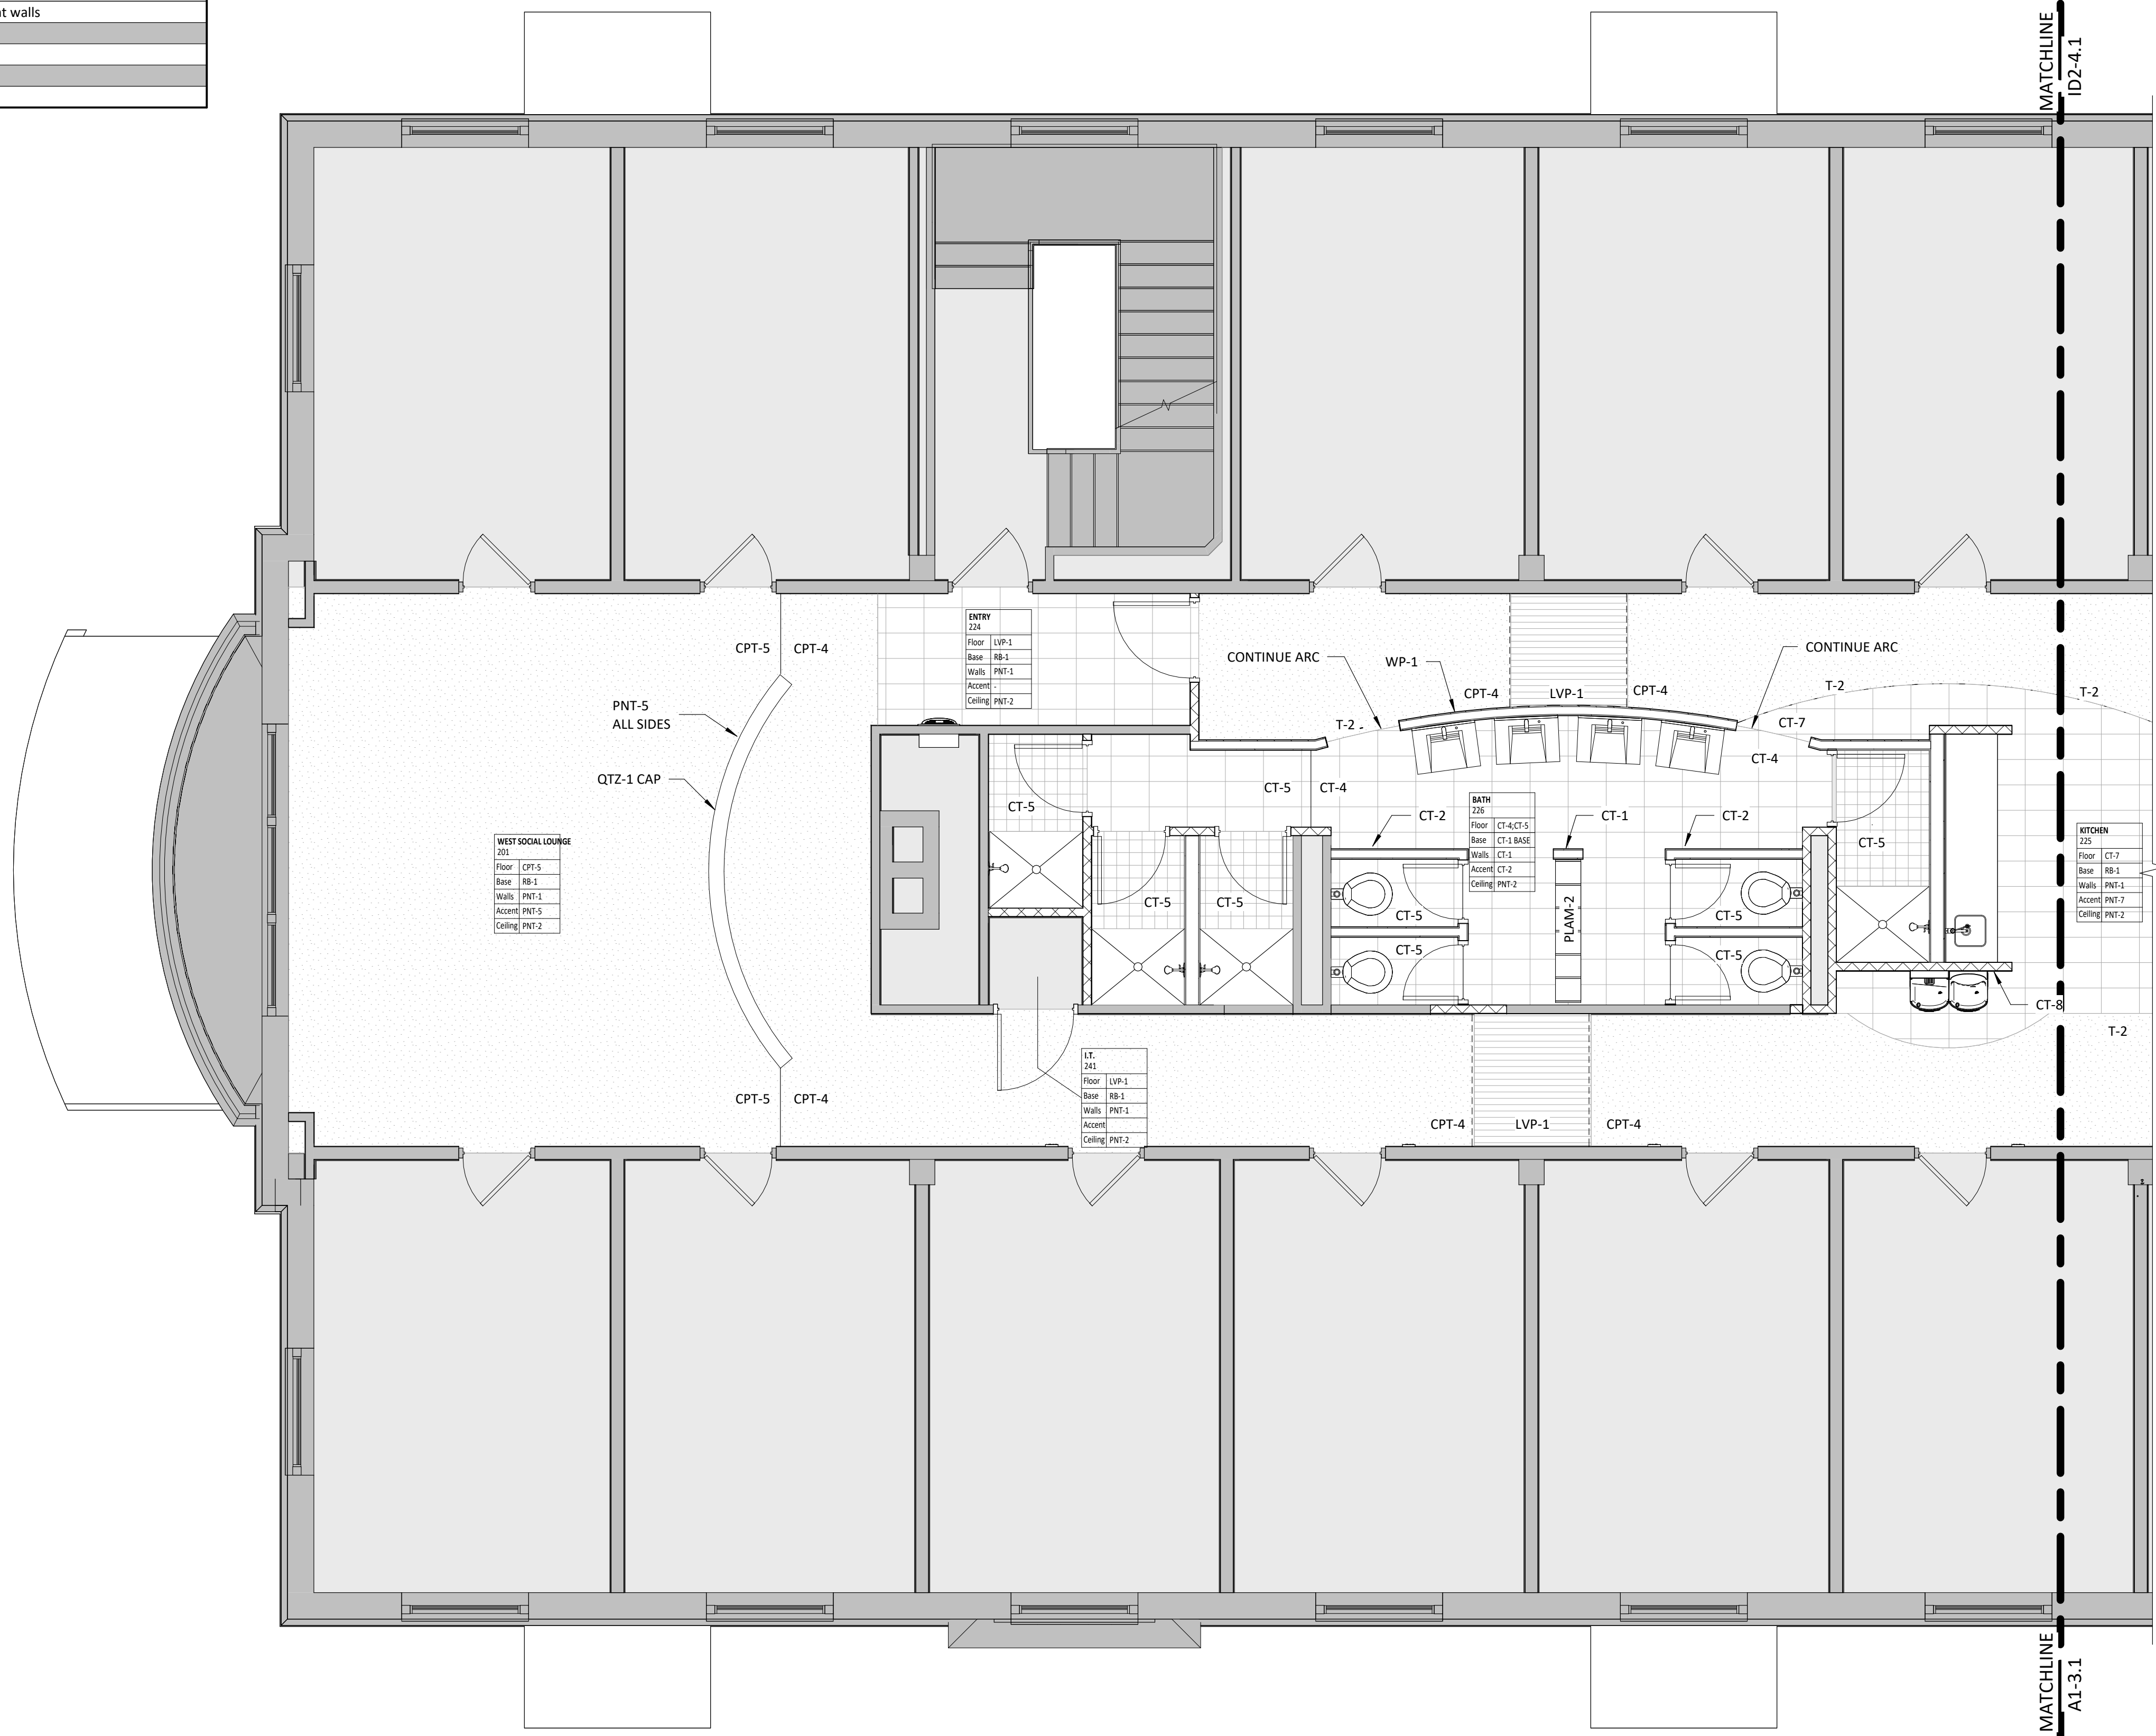 t walls
MATCHLINE
ID2-4.1
ENTRY
224
Floor LVP-1
Base RB-1
Walls PNT-1
Accent -
Ceiling PNT-2
CPT-5 CPT-4
CONTINUE ARC
WP-1
CONTINUE ARC
CPT-4 LVP-1 CPT-4
T-2
T-2
T-2
CT-7
PNT-5
ALL SIDES
QTZ-1 CAP
CT-4
CT-5 CT-4
CT-5
CT-2
CT-1
CT-2
BATH
226
Floor CT-4;CT-5
Base CT-1 BASE
Walls CT-1
Accent CT-2
Ceiling PNT-2
WEST SOCIAL LOUNGE
201
Floor CPT-5
Base RB-1
Walls PNT-1
Accent PNT-5
Ceiling PNT-2
CT-5
KITCHEN
225
Floor CT-7
Base RB-1
Walls PNT-1
Accent PNT-7
Ceiling PNT-2
CT-5
CT-5
CT-5
CT-5
PLAM-2
CT-5
CT-5
CT-8
T-2
I.T.
241
Floor LVP-1
Base RB-1
Walls PNT-1
Accent
Ceiling PNT-2
CPT-5 CPT-4
CPT-4 LVP-1 CPT-4
MATCHLINE
A1-3.1